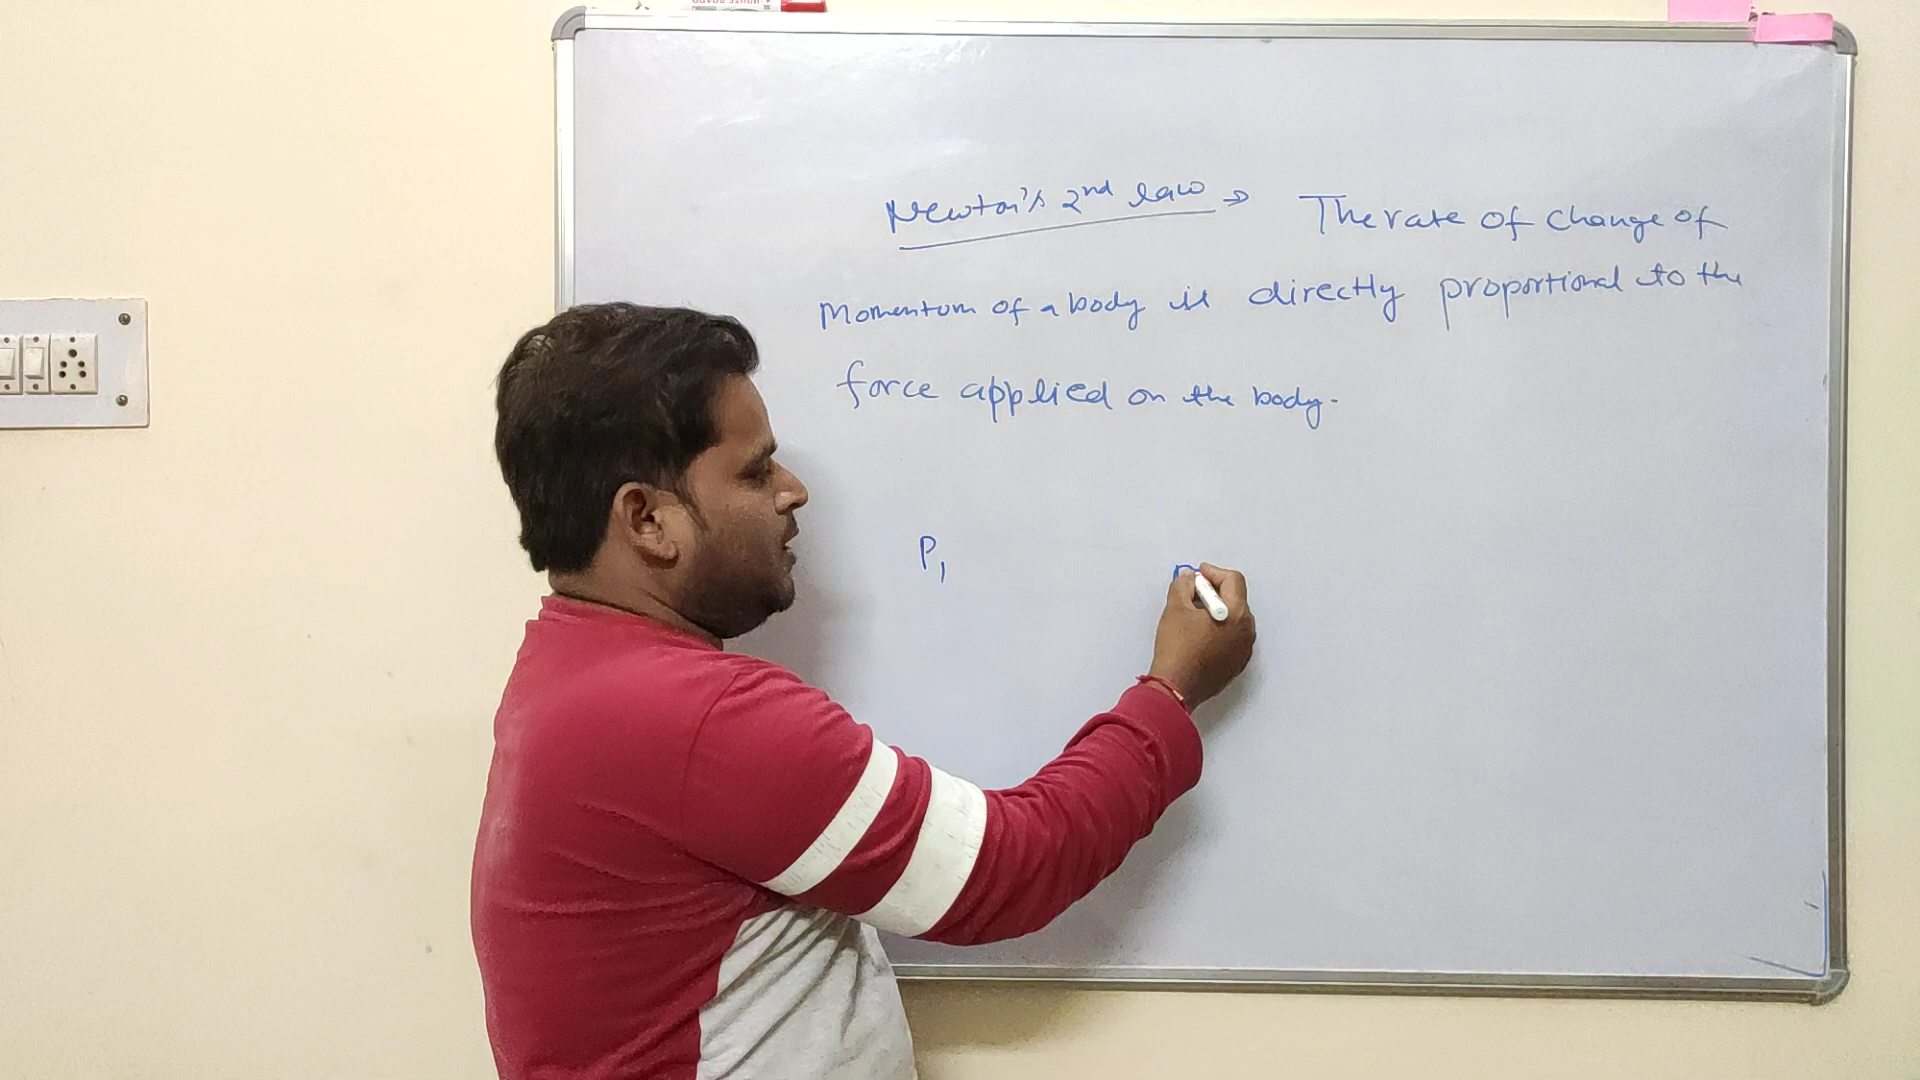 Newton's 2nd law → The rate of change of
Momentum of a body is directly proportional to the
force applied on the body.
P1